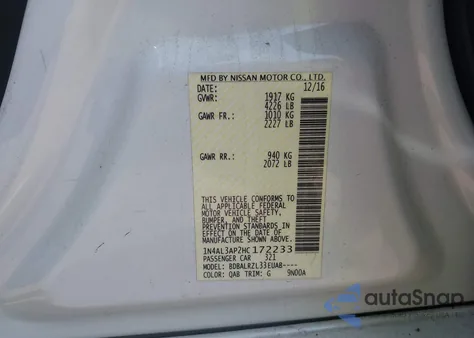 MFD BY NISSAN MOTOR CO., LTD.
DATE: 12/16
GVWR: 1917 KG
4226 LB
GAWR FR.: 1010 KG
2227 LB
GAWR RR.: 940 KG
2072 LB
THIS VEHICLE CONFORMS TO
ALL APPLICABLE FEDERAL
MOTOR VEHICLE SAFETY,
BUMPER, AND THEFT
PREVENTION STANDARDS IN
EFFECT ON THE DATE OF
MANUFACTURE SHOWN ABOVE.
1N4AL3AP2HC172233
PASSENGER CAR 321
MODEL: BDBALRZL33EUAB----
COLOR: QAB TRIM: G 9N00A
autoSnap